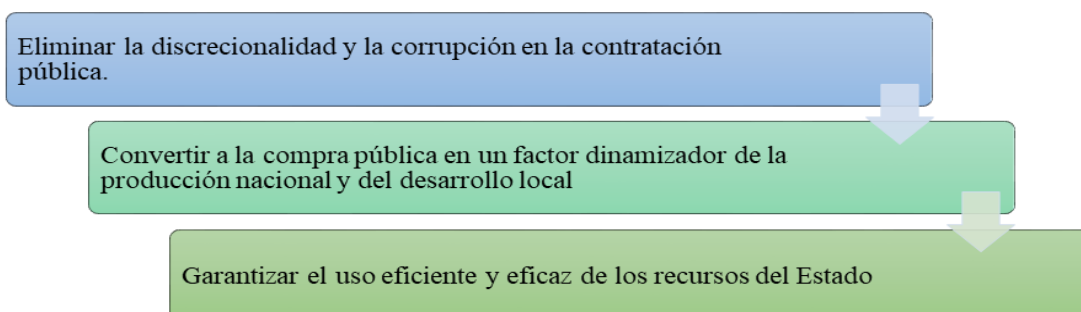 Eliminar la discrecionalidad y la corrupción en la contratación
pública.
Convertir a la compra pública en un factor dinamizador de la
producción nacional y del desarrollo local
Garantizar el uso eficiente y eficaz de los recursos del Estado